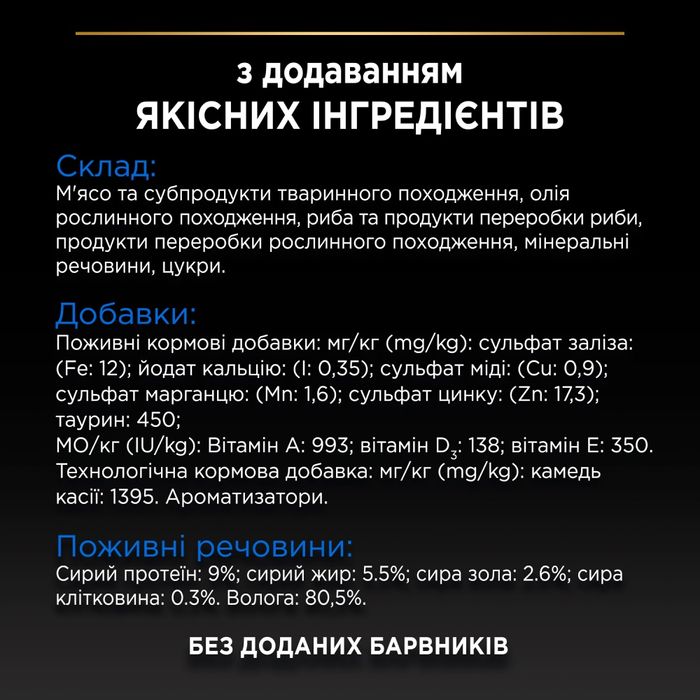 з додаванням
ЯКІСНИХ ІНГРЕДІЄНТІВ
Склад:
М'ясо та субпродукти тваринного походження, олія
рослинного походження, риба та продукти переробки риби,
продукти переробки рослинного походження, мінеральні
речовини, цукри.
Добавки:
Поживні кормові добавки: мг/кг (mg/kg): сульфат заліза:
(Fe: 12); йодат кальцію: (I: 0,35); сульфат міді: (Cu: 0,9);
сульфат марганцю: (Mn: 1,6); сульфат цинку: (Zn: 17,3);
таурин: 450;
МО/кг (IU/kg): Вітамін А: 993; вітамін D₃: 138; вітамін Е: 350.
Технологічна кормова добавка: мг/кг (mg/kg): камедь
касії: 1395. Ароматизатори.
Поживні речовини:
Сирий протеїн: 9%; сирий жир: 5.5%; сира зола: 2.6%; сира
клітковина: 0.3%. Волога: 80,5%.
БЕЗ ДОДАНИХ БАРВНИКІВ